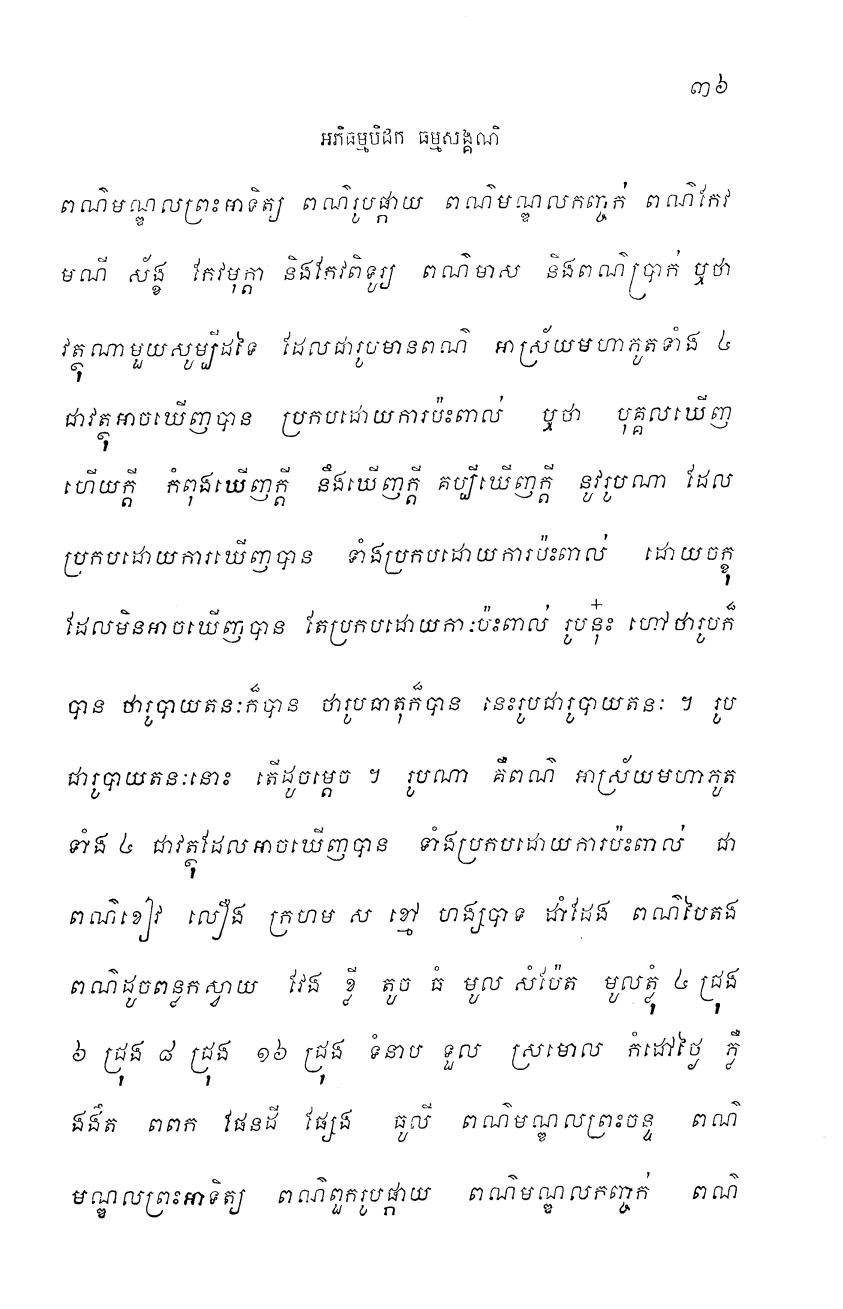 ៣៦
អភិធម្មបិដក ធម្មសង្គណិ
ពណ៌មណ្ឌលព្រះអាទិត្យ ពណ៌រូបផ្កាយ ពណ៌មណ្ឌលកញ្ចក់ ពណ៌កែវ
មណី ស័ង្ខ កែវមុក្តា និងកែវពិទូរ្យ ពណ៌មាស និងពណ៌ប្រាក់ ឬថា
វត្ថុណាមួយសូម្បីដទៃ ដែលជារូបមានពណ៌ អាស្រ័យមហាភូតទាំង ៤
ជាវត្ថុអាចឃើញបាន ប្រកបដោយការប៉ះពាល់ ឬថា បុគ្គលឃើញ
ហើយក្តី កំពុងឃើញក្តី នឹងឃើញក្តី គប្បីឃើញក្តី នូវរូបណា ដែល
ប្រកបដោយការឃើញបាន ទាំងប្រកបដោយការប៉ះពាល់ ដោយចក្ខុ
ដែលមិនអាចឃើញបាន តែប្រកបដោយការប៉ះពាល់ រូបនុ៎ះ ហៅថារូបក៏
បាន ថារូបាយតនៈក៏បាន ថារូបធាតុក៏បាន នេះរូបជារូបាយតនៈ ។ រូប
ជារូបាយតនៈនោះ តើដូចម្តេច ។ រូបណា គឺពណ៌ អាស្រ័យមហាភូត
ទាំង ៤ ជាវត្ថុដែលអាចឃើញបាន ទាំងប្រកបដោយការប៉ះពាល់ ជា
ពណ៌ខៀវ លឿង ក្រហម ស ខ្មៅ ហង្សបាទ ដាំដែង ពណ៌បៃតង
ពណ៌ដូចពន្លកស្វាយ វែង ខ្លី តូច ធំ មូល សំប៉ែត មូលត្លុំ ៤ ជ្រុង
៦ ជ្រុង ៨ ជ្រុង ១៦ ជ្រុង ទំនាប ទួល ស្រមោល កំដៅថ្ងៃ ភ្លឺ
ងងឹត ពពក ផែនដី ផ្សែង ធូលី ពណ៌មណ្ឌលព្រះចន្ទ ពណ៌
មណ្ឌលព្រះអាទិត្យ ពណ៌ពួករូបផ្កាយ ពណ៌មណ្ឌលកញ្ចក់ ពណ៌